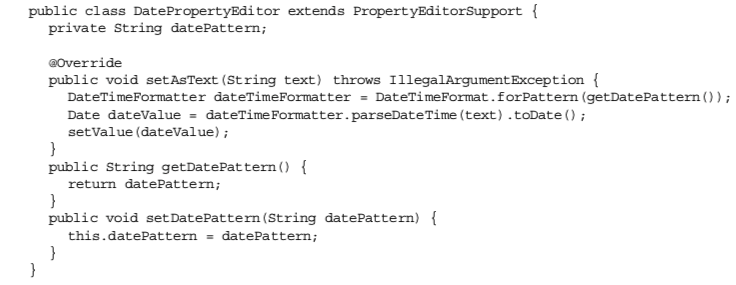 public class DatePropertyEditor extends PropertyEditorSupport {
private String datePattern;
@Override
public void setAsText(String text) throws IllegalArgumentException {
DateTimeFormatter dateTimeFormatter = DateTimeFormat.forPattern(getDatePattern());
Date dateValue = dateTimeFormatter.parseDateTime(text).toDate();
setValue(dateValue);
}
public String getDatePattern() {
return datePattern;
}
public void setDatePattern(String datePattern) {
this.datePattern = datePattern;
}
}